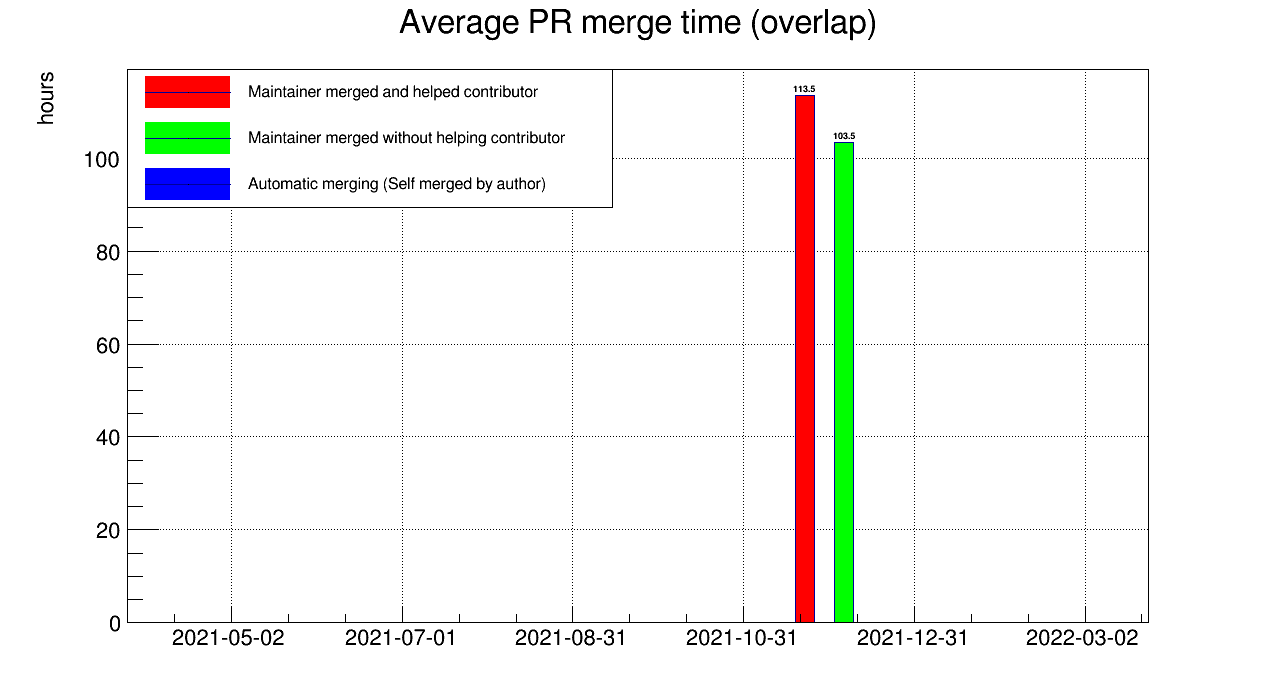 Average PR merge time (overlap)
hours
Maintainer merged and helped contributor
Maintainer merged without helping contributor
Automatic merging (Self merged by author)
113.5
103.5
100
80
60
40
20
0
2021-05-02 2021-07-01 2021-08-31 2021-10-31 2021-12-31 2022-03-02